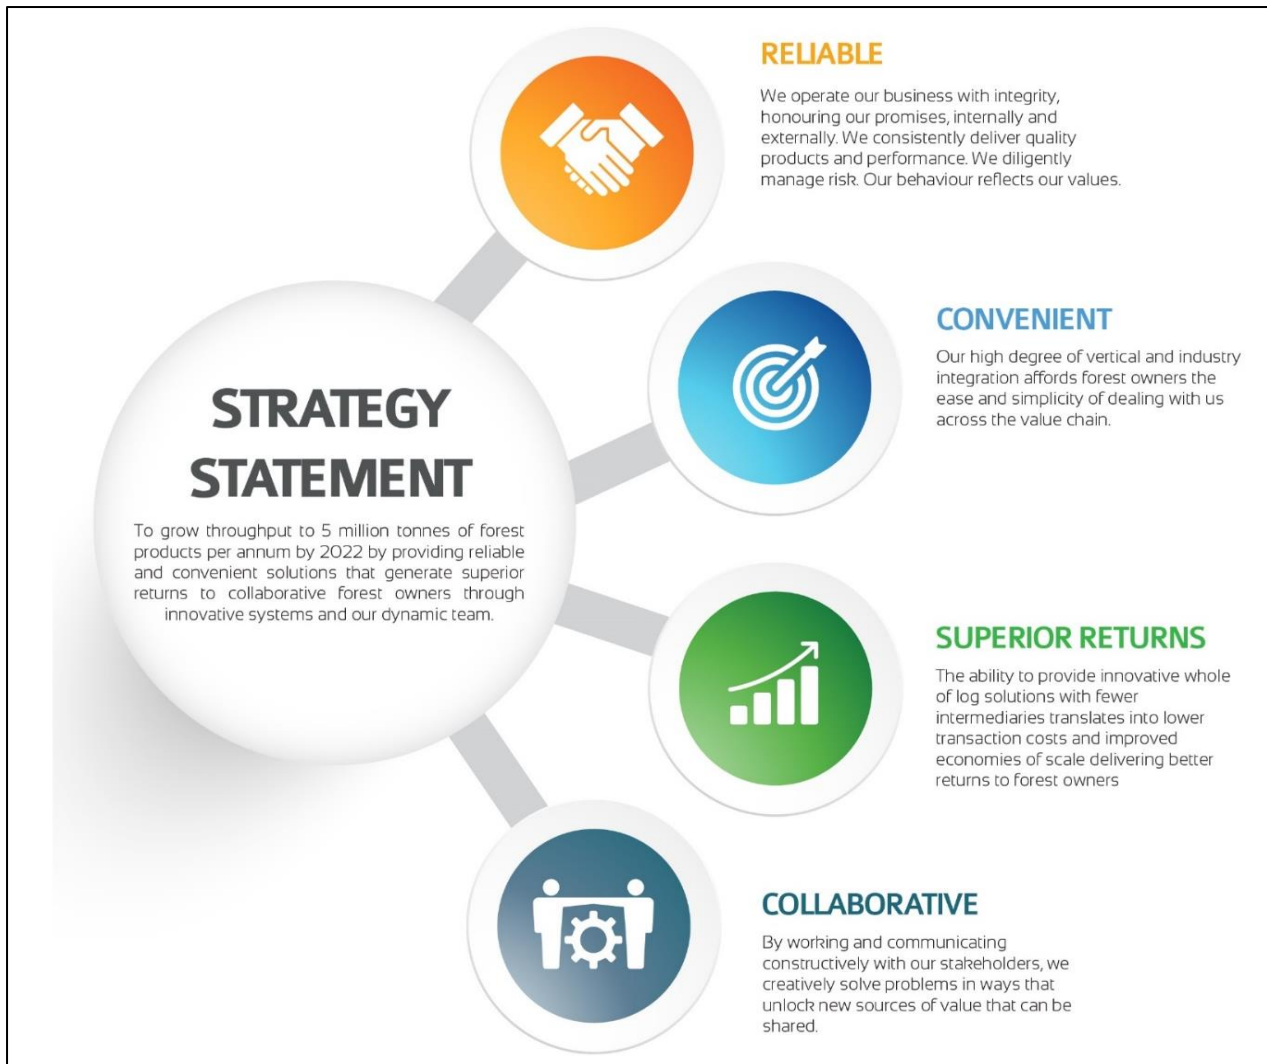 RELIABLE
We operate our business with integrity,
honouring our promises, internally and
externally. We consistently deliver quality
products and performance. We diligently
manage risk. Our behaviour reflects our values.
CONVENIENT
Our high degree of vertical and industry
integration affords forest owners the
ease and simplicity of dealing with us
across the value chain.
STRATEGY
STATEMENT
To grow throughput to 5 million tonnes of forest
products per annum by 2022 by providing reliable
and convenient solutions that generate superior
returns to collaborative forest owners through
innovative systems and our dynamic team.
SUPERIOR RETURNS
The ability to provide innovative whole
of log solutions with fewer
intermediaries translates into lower
transaction costs and improved
economies of scale delivering better
returns to forest owners
COLLABORATIVE
By working and communicating
constructively with our stakeholders, we
creatively solve problems in ways that
unlock new sources of value that can be
shared.